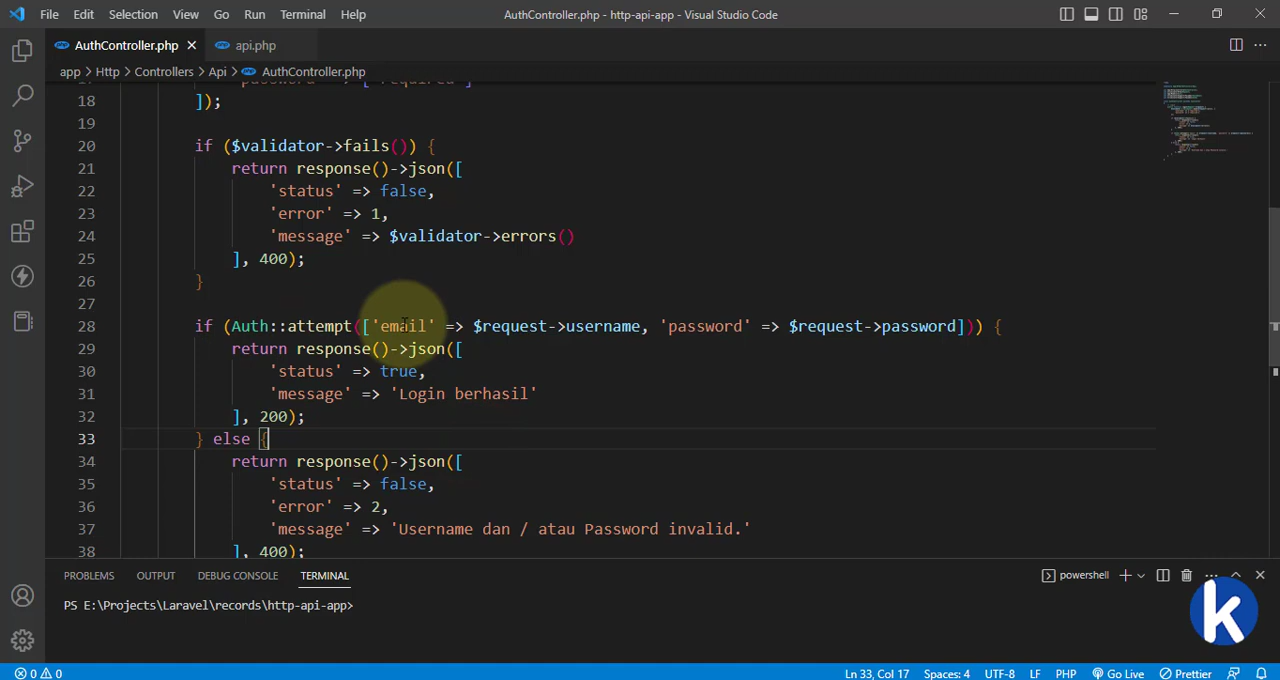 File Edit Selection View Go Run Terminal Help AuthController.php - http-api-app - Visual Studio Code
AuthController.php api.php
app > Http > Controllers > Api > AuthController.php
18 ]);
19
20 if ($validator->fails()) {
21 return response()->json([
22 'status' => false,
23 'error' => 1,
24 'message' => $validator->errors()
25 ], 400);
26 }
27
28 if (Auth::attempt(['email' => $request->username, 'password' => $request->password])) {
29 return response()->json([
30 'status' => true,
31 'message' => 'Login berhasil'
32 ], 200);
33 } else {
34 return response()->json([
35 'status' => false,
36 'error' => 2,
37 'message' => 'Username dan / atau Password invalid.'
38 ], 400);
PROBLEMS OUTPUT DEBUG CONSOLE TERMINAL powershell
PS E:\Projects\Laravel\records\http-api-app>
k
0 0 Ln 33, Col 17 Spaces: 4 UTF-8 LF PHP Go Live Prettier